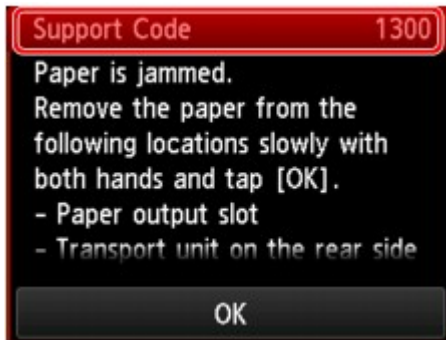 Support Code 1300
Paper is jammed.
Remove the paper from the
following locations slowly with
both hands and tap [OK].
- Paper output slot
- Transport unit on the rear side
OK